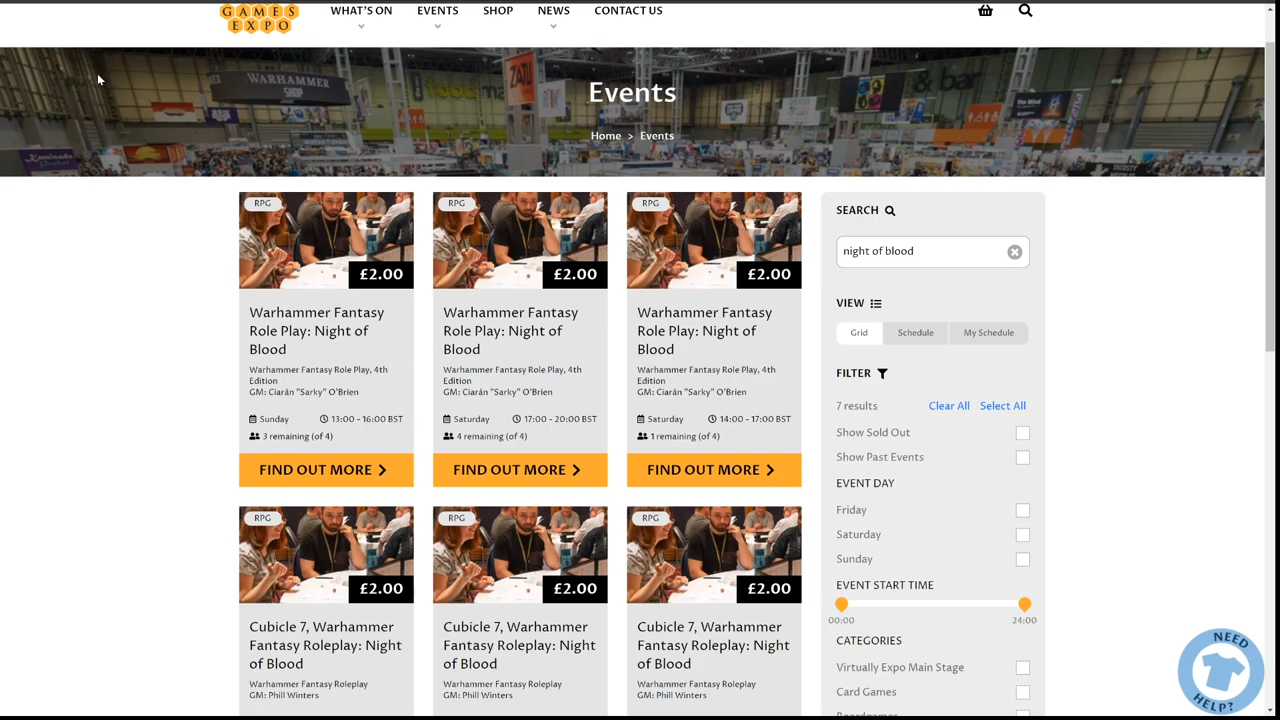 GAMES
EXPO
WHAT'S ON
EVENTS
SHOP
NEWS
CONTACT US
WARHAMMER
SHOP
ZATU
Events
Home > Events
RPG
£2.00
Warhammer Fantasy
Role Play: Night of
Blood
Warhammer Fantasy Role Play, 4th
Edition
GM: Ciarán "Sarky" O'Brien
Sunday
13:00 - 16:00 BST
3 remaining (of 4)
FIND OUT MORE
RPG
£2.00
Warhammer Fantasy
Role Play: Night of
Blood
Warhammer Fantasy Role Play, 4th
Edition
GM: Ciarán "Sarky" O'Brien
Saturday
17:00 - 20:00 BST
4 remaining (of 4)
FIND OUT MORE
RPG
£2.00
Warhammer Fantasy
Role Play: Night of
Blood
Warhammer Fantasy Role Play, 4th
Edition
GM: Ciarán "Sarky" O'Brien
Saturday
14:00 - 17:00 BST
1 remaining (of 4)
FIND OUT MORE
RPG
£2.00
Cubicle 7, Warhammer
Fantasy Roleplay: Night
of Blood
Warhammer Fantasy Roleplay
GM: Phill Winters
RPG
£2.00
Cubicle 7, Warhammer
Fantasy Roleplay: Night
of Blood
Warhammer Fantasy Roleplay
GM: Phill Winters
RPG
£2.00
Cubicle 7, Warhammer
Fantasy Roleplay: Night
of Blood
Warhammer Fantasy Roleplay
GM: Phill Winters
SEARCH
night of blood
VIEW
Grid
Schedule
My Schedule
FILTER
7 results
Clear All
Select All
Show Sold Out
Show Past Events
EVENT DAY
Friday
Saturday
Sunday
EVENT START TIME
00:00
24:00
CATEGORIES
Virtually Expo Main Stage
Card Games
Boardgames
NEED
HELP?